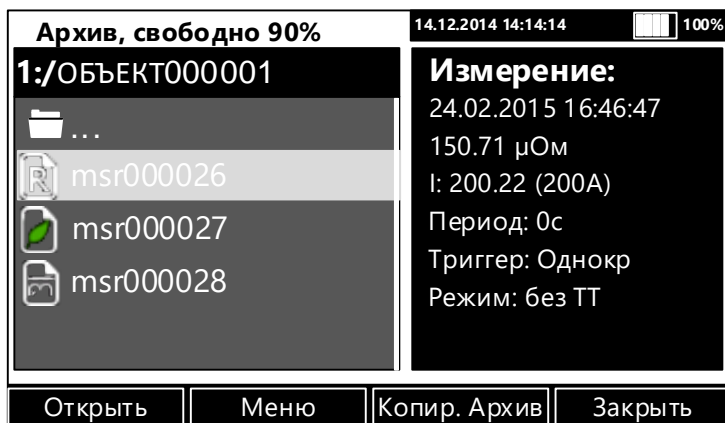 Архив, свободно 90%
14.12.2014 14:14:14 100%
1:/ОБЪЕКТ000001
...
msr000026
msr000027
msr000028
Измерение:
24.02.2015 16:46:47
150.71 µОм
I: 200.22 (200А)
Период: 0с
Триггер: Однокр
Режим: без ТТ
Открыть
Меню
Копир. Архив
Закрыть